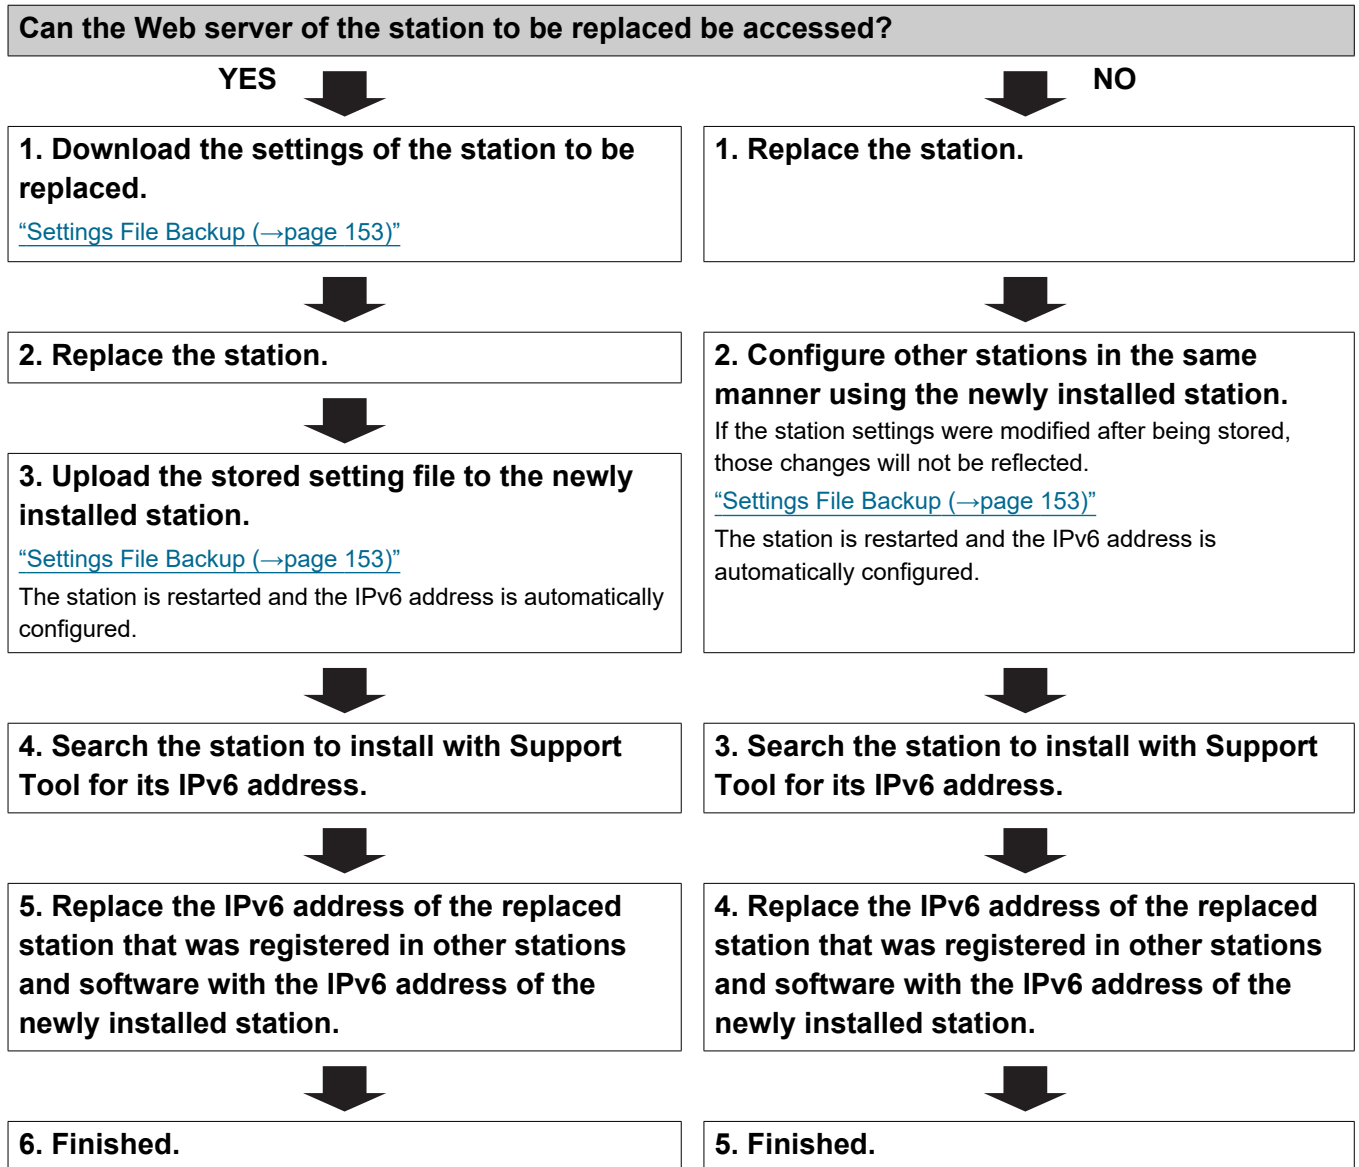 Can the Web server of the station to be replaced be accessed?
YES
NO
1. Download the settings of the station to be
replaced.
“Settings File Backup (→page 153)”
2. Replace the station.
3. Upload the stored setting file to the newly
installed station.
“Settings File Backup (→page 153)”
The station is restarted and the IPv6 address is automatically
configured.
4. Search the station to install with Support
Tool for its IPv6 address.
5. Replace the IPv6 address of the replaced
station that was registered in other stations
and software with the IPv6 address of the
newly installed station.
6. Finished.
1. Replace the station.
2. Configure other stations in the same
manner using the newly installed station.
If the station settings were modified after being stored,
those changes will not be reflected.
“Settings File Backup (→page 153)”
The station is restarted and the IPv6 address is
automatically configured.
3. Search the station to install with Support
Tool for its IPv6 address.
4. Replace the IPv6 address of the replaced
station that was registered in other stations
and software with the IPv6 address of the
newly installed station.
5. Finished.